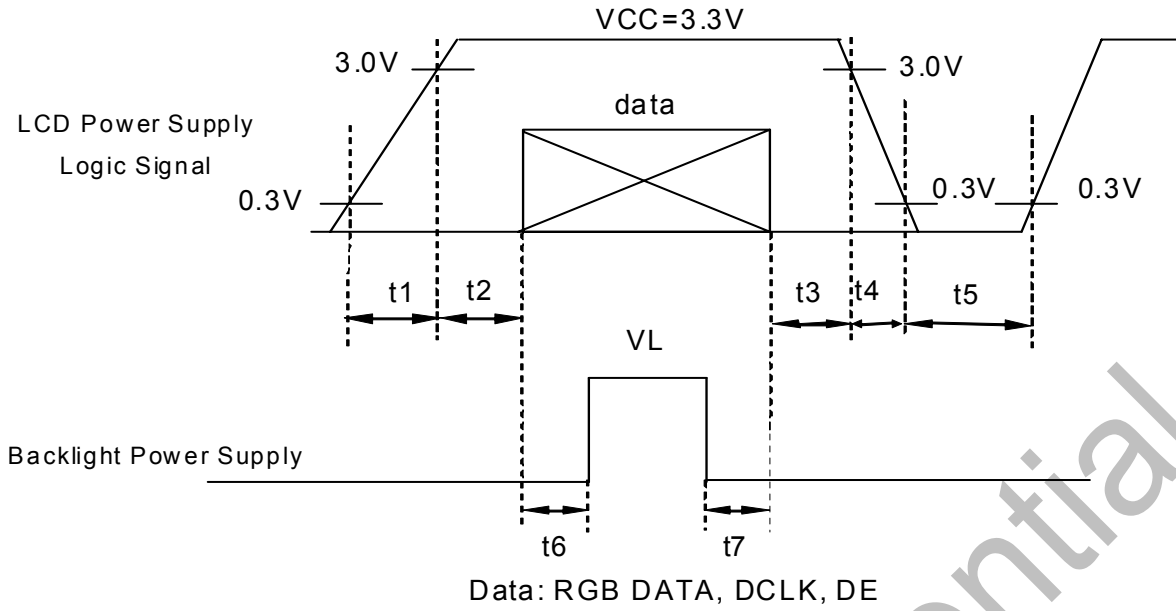 VCC=3.3V
3.0V
3.0V
data
LCD Power Supply
Logic Signal
0.3V
0.3V
0.3V
t1
t2
t3
t4
t5
VL
Backlight Power Supply
t6
t7
Data: RGB DATA, DCLK, DE
ential